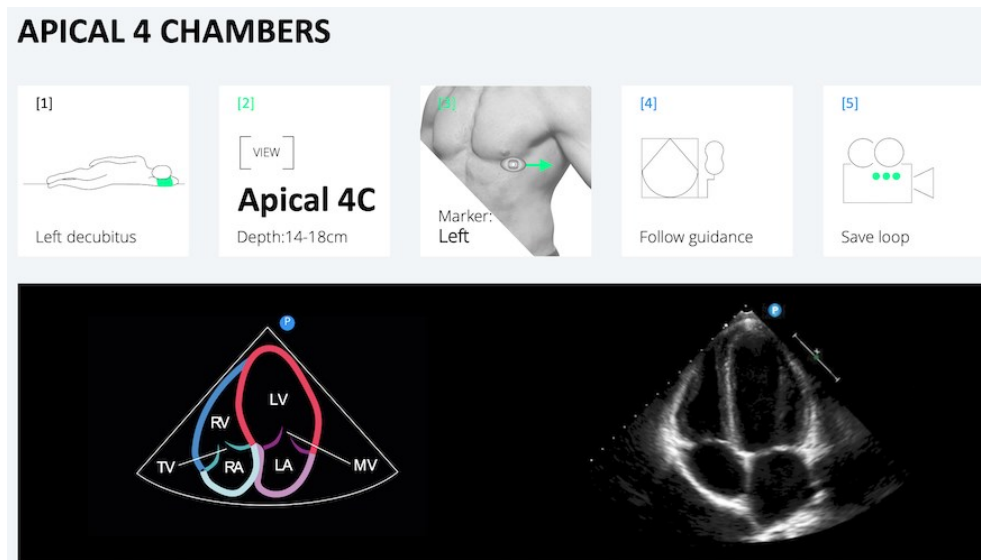 APICAL 4 CHAMBERS
[1]
Left decubitus
[2]
VIEW
Apical 4C
Depth:14-18cm
[3]
Marker:
Left
[4]
Follow guidance
[5]
Save loop
P
LV
RV
TV
RA
LA
MV
P